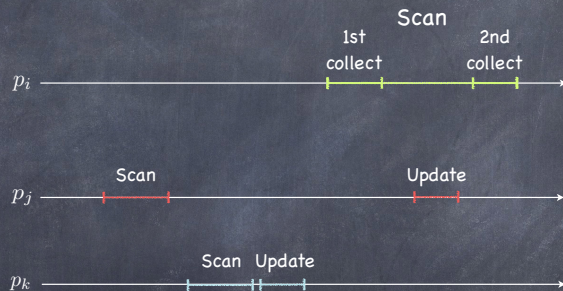 Scan
1st
collect
2nd
collect
p_i
Scan
Update
p_j
Scan Update
p_k